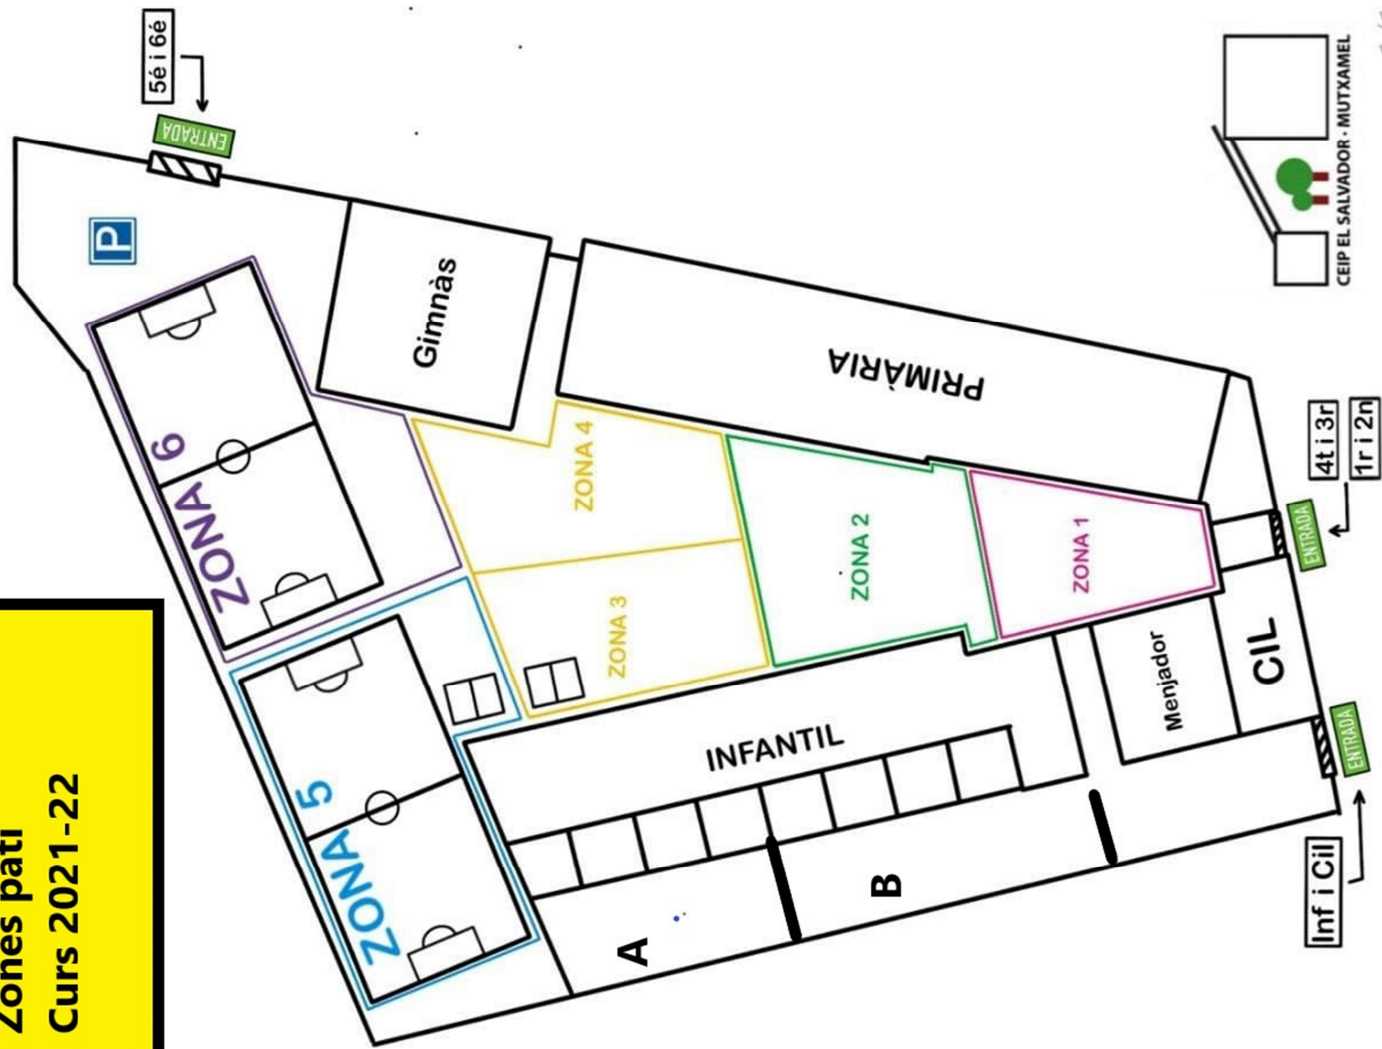 Zones pati
Curs 2021-22
5é i 6é
ENTRADA
P
Gimnàs
PRIMÀRIA
ZONA 6
ZONA 5
ZONA 4
ZONA 3
ZONA 2
ZONA 1
INFANTIL
Menjador
CIL
A
B
4t i 3r
1r i 2n
ENTRADA
ENTRADA
Inf i Cil
CEIP EL SALVADOR - MUTXAMEL